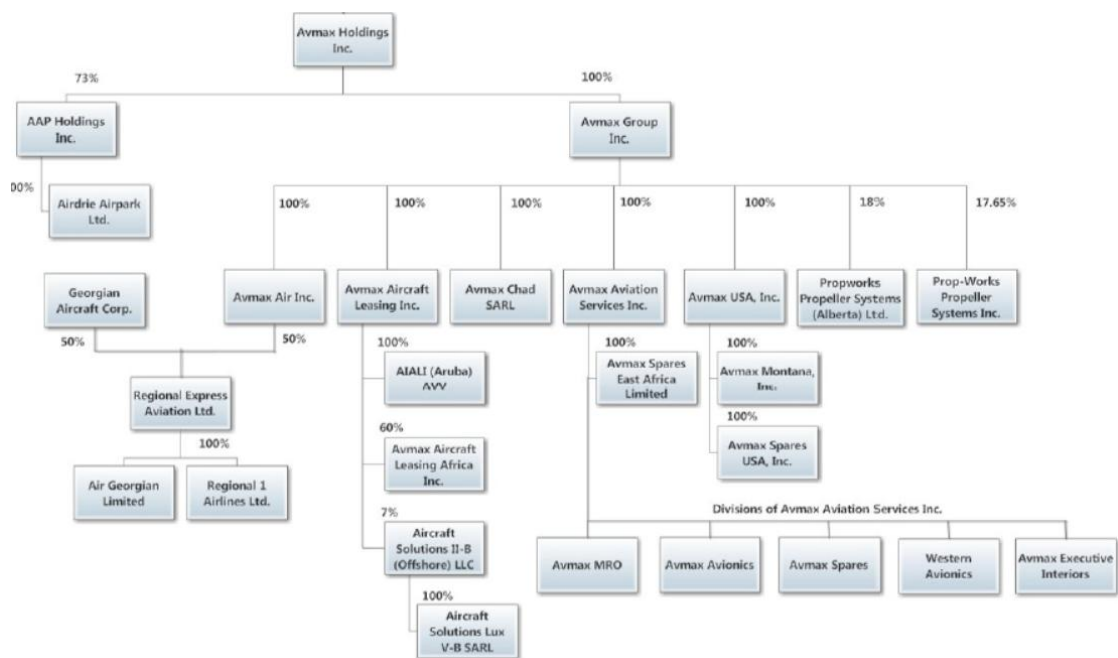 Avmax Holdings
Inc.
73%
100%
AAP Holdings
Inc.
Avmax Group
Inc.
00%
Airdrie Airpark
Ltd.
100%
100%
100%
100%
100%
18%
17.65%
Georgian
Aircraft Corp.
Avmax Air Inc.
Avmax Aircraft
Leasing Inc.
Avmax Chad
SARL
Avmax Aviation
Services Inc.
Avmax USA, Inc.
Propworks
Propeller Systems
(Alberta) Ltd.
Prop-Works
Propeller
Systems Inc.
50%
50%
Regional Express
Aviation Ltd.
100%
Air Georgian
Limited
Regional 1
Airlines Ltd.
100%
AIALI (Aruba)
AVV
60%
Avmax Aircraft
Leasing Africa
Inc.
7%
Aircraft
Solutions II-B
(Offshore) LLC
100%
Aircraft
Solutions Lux
V-B SARL
100%
Avmax Spares
East Africa
Limited
100%
Avmax Montana,
Inc.
100%
Avmax Spares
USA, Inc.
Divisions of Avmax Aviation Services Inc.
Avmax MRO
Avmax Avionics
Avmax Spares
Western
Avionics
Avmax Executive
Interiors